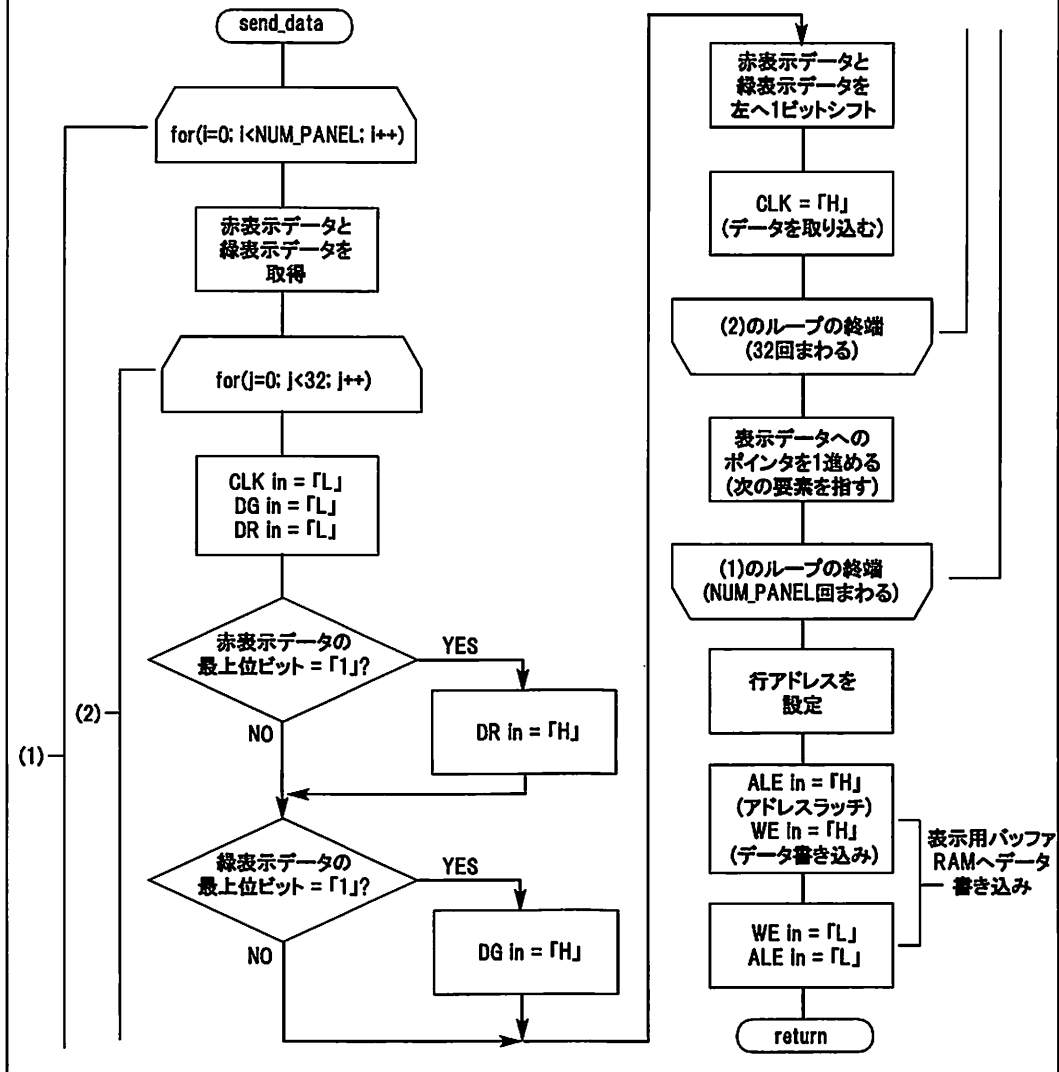 send_data
for(i=0; i<NUM_PANEL; i++)
赤表示データと
緑表示データを
取得
for(j=0; j<32; j++)
CLK in =「L」
DG in =「L」
DR in =「L」
赤表示データの
最上位ビット =「1」?
YES
NO
DR in =「H」
緑表示データの
最上位ビット =「1」?
YES
NO
DG in =「H」
(1)
(2)
赤表示データと
緑表示データを
左へ1ビットシフト
CLK =「H」
(データを取り込む)
(2)のループの終端
(32回まわる)
表示データへの
ポインタを1進める
(次の要素を指す)
(1)のループの終端
(NUM_PANEL回まわる)
行アドレスを
設定
ALE in =「H」
(アドレスラッチ)
WE in =「H」
(データ書き込み)
WE in =「L」
ALE in =「L」
表示用バッファ
RAMへデータ
書き込み
return